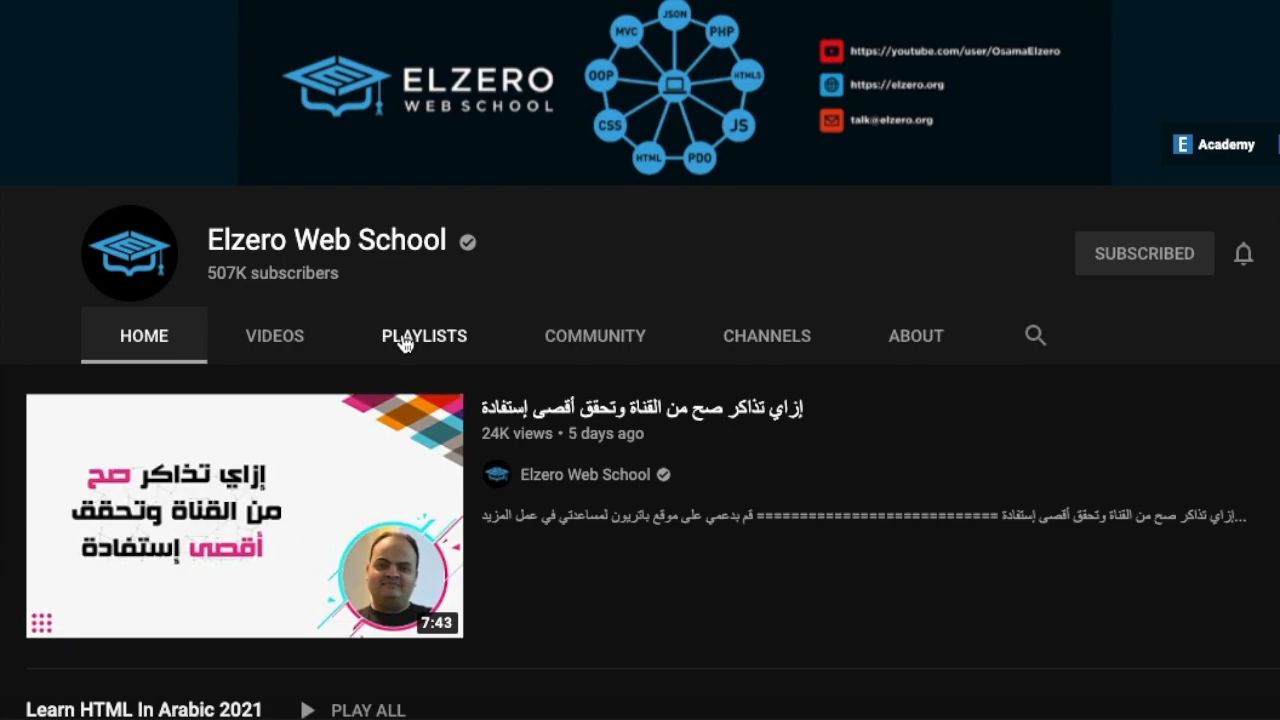 JSON
MVC
PHP
OOP
HTML5
CSS
JS
HTML
PDO
ELZERO
WEB SCHOOL
https://youtube.com/user/OsamaElzero
https://elzero.org
talk@elzero.org
E Academy
Elzero Web School
507K subscribers
SUBSCRIBED
HOME
VIDEOS
PLAYLISTS
COMMUNITY
CHANNELS
ABOUT
إزاي تذاكر صح
من القناة وتحقق
أقصى إستفادة
7:43
إزاي تذاكر صح من القناة وتحقق أقصى إستفادة
24K views • 5 days ago
Elzero Web School
إزاي تذاكر صح من القناة وتحقق أقصى إستفادة ============================ قم بدعمي على موقع باتريون لمساعدتي في عمل المزيد...
Learn HTML In Arabic 2021
PLAY ALL